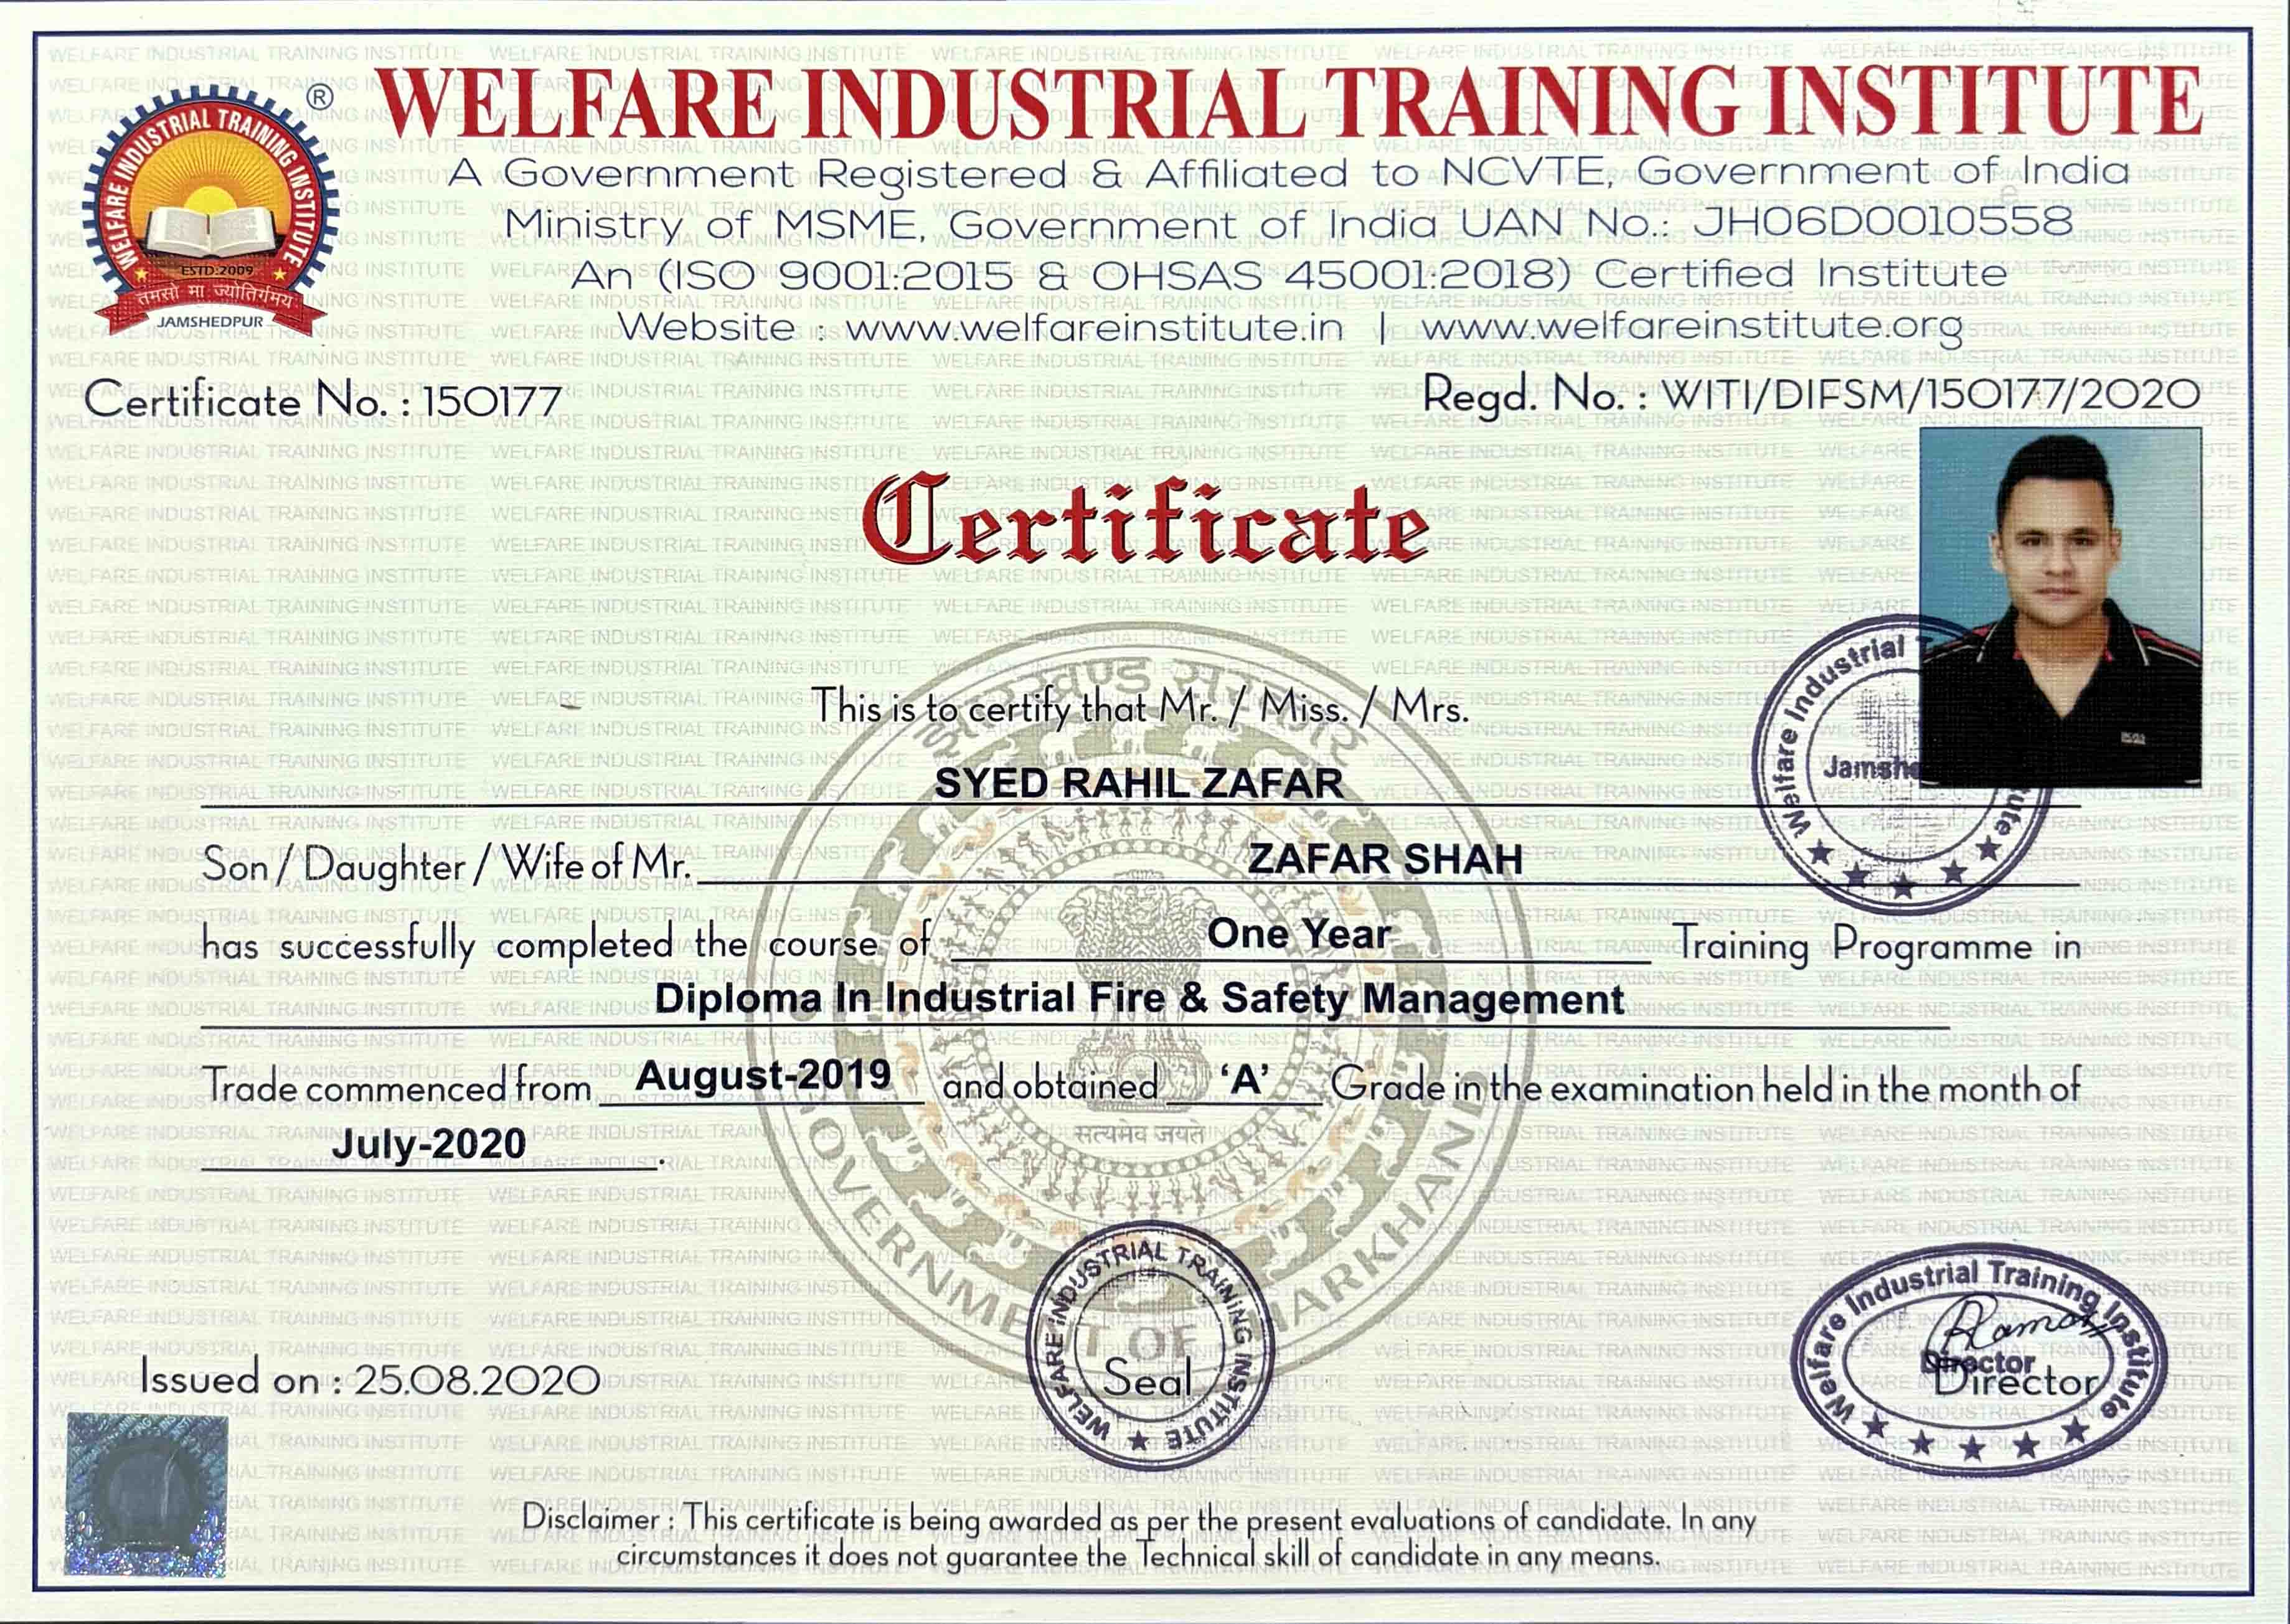 WELFARE INDUSTRIAL TRAINING INSTITUTE
A Government Registered & Affiliated to NCVTE, Government of India
Ministry of MSME, Government of India UAN No.: JH06D0010558
An (ISO 9001:2015 & OHSAS 45001:2018) Certified Institute
Website : www.welfareinstitute.in | www.welfareinstitute.org
WELFARE INDUSTRIAL TRAINING INSTITUTE
®
ESTD:2009
तमसो मा ज्योतिर्गमय
JAMSHEDPUR
Certificate No. : 150177
Regd. No. : WITI/DIFSM/150177/2020
Certificate
This is to certify that Mr. / Miss. / Mrs.
SYED RAHIL ZAFAR
Welfare Industrial
Son / Daughter / Wife of Mr. ZAFAR SHAH
has successfully completed the course of One Year Training Programme in
Diploma In Industrial Fire & Safety Management
Trade commenced from August-2019 and obtained 'A' Grade in the examination held in the month of
July-2020.
सत्यमेव जयते
GOVERNMENT OF JHARKHAND
WELFARE INDUSTRIAL TRAINING INSTITUTE
Seal
Issued on : 25.08.2020
Welfare Industrial Training Institute
Director
Director
Disclaimer : This certificate is being awarded as per the present evaluations of candidate. In any
circumstances it does not guarantee the Technical skill of candidate in any means.